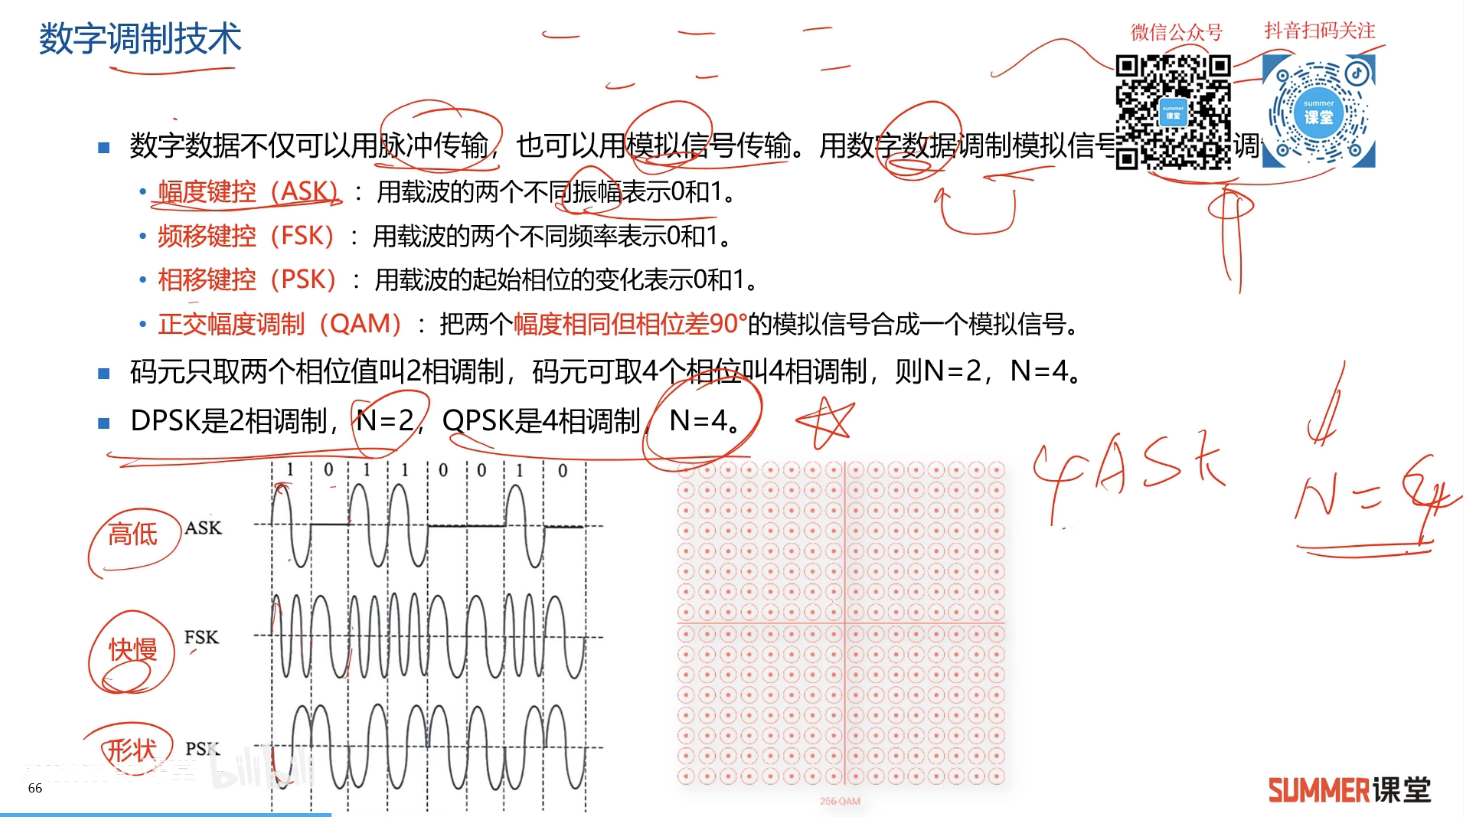 数字调制技术
微信公众号
抖音扫码关注
summer
课堂
summer
课堂
数字数据不仅可以用脉冲传输，也可以用模拟信号传输。用数字数据调制模拟信号 调
• 幅度键控（ASK）：用载波的两个不同振幅表示0和1。
• 频移键控（FSK）：用载波的两个不同频率表示0和1。
• 相移键控（PSK）：用载波的起始相位的变化表示0和1。
• 正交幅度调制（QAM）：把两个幅度相同但相位差90°的模拟信号合成一个模拟信号。
码元只取两个相位值叫2相调制，码元可取4个相位叫4相调制，则N=2，N=4。
DPSK是2相调制，N=2，QPSK是4相调制，N=4。
4ASK
N =
1 0 1 1 0 0 1 0
高低 ASK
快慢 FSK
形状 PSK
bilibili
256 QAM
66
SUMMER课堂